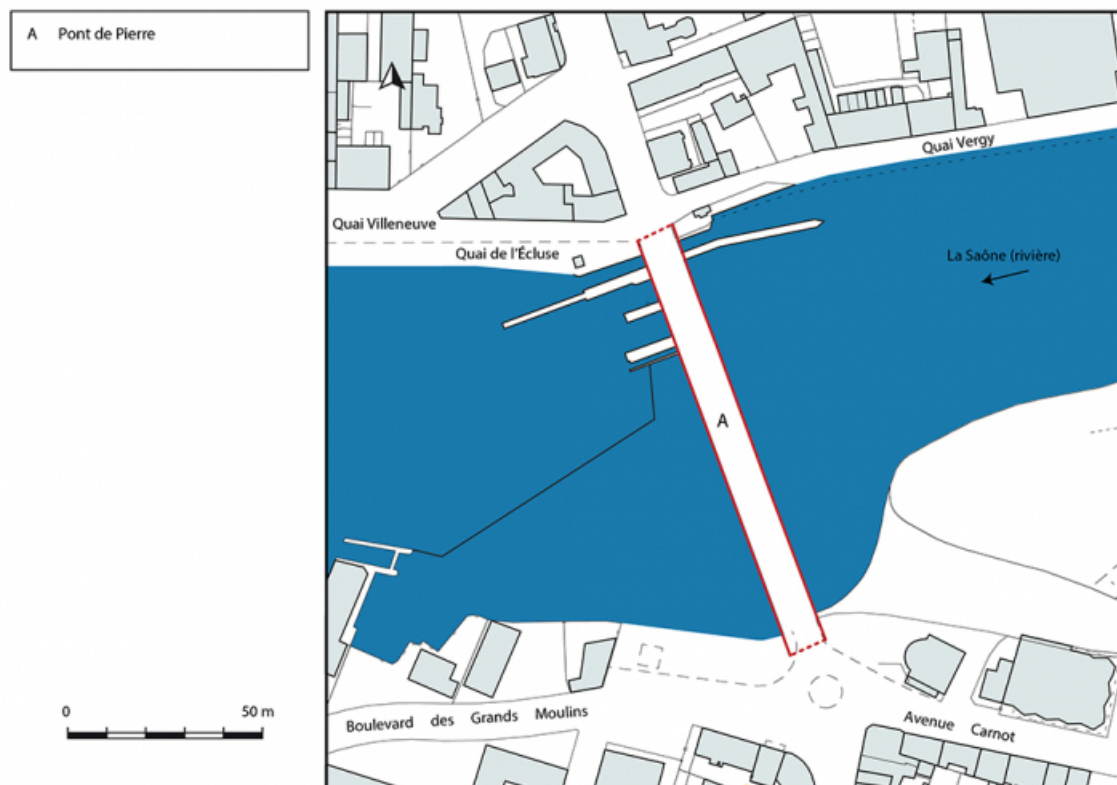 A Pont de Pierre
Quai Vergy
Quai Villeneuve
Quai de l'Écluse
La Saône (rivière)
A
0 50 m
Boulevard des Grands Moulins
Avenue Carnot